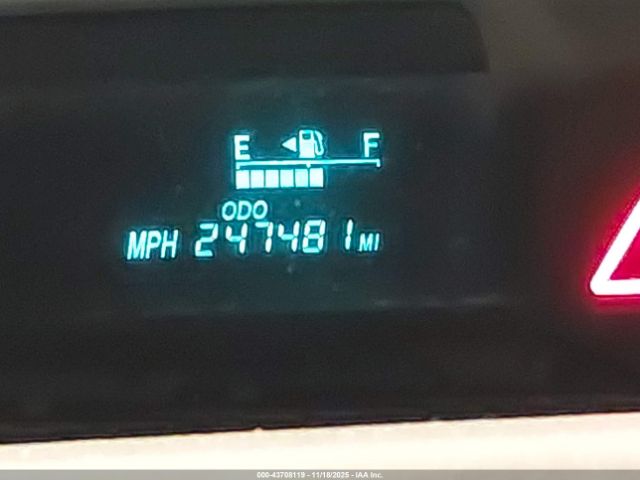 E F
ODO
MPH 247481 MI
000-43708119 - 11/18/2025 - IAA Inc.